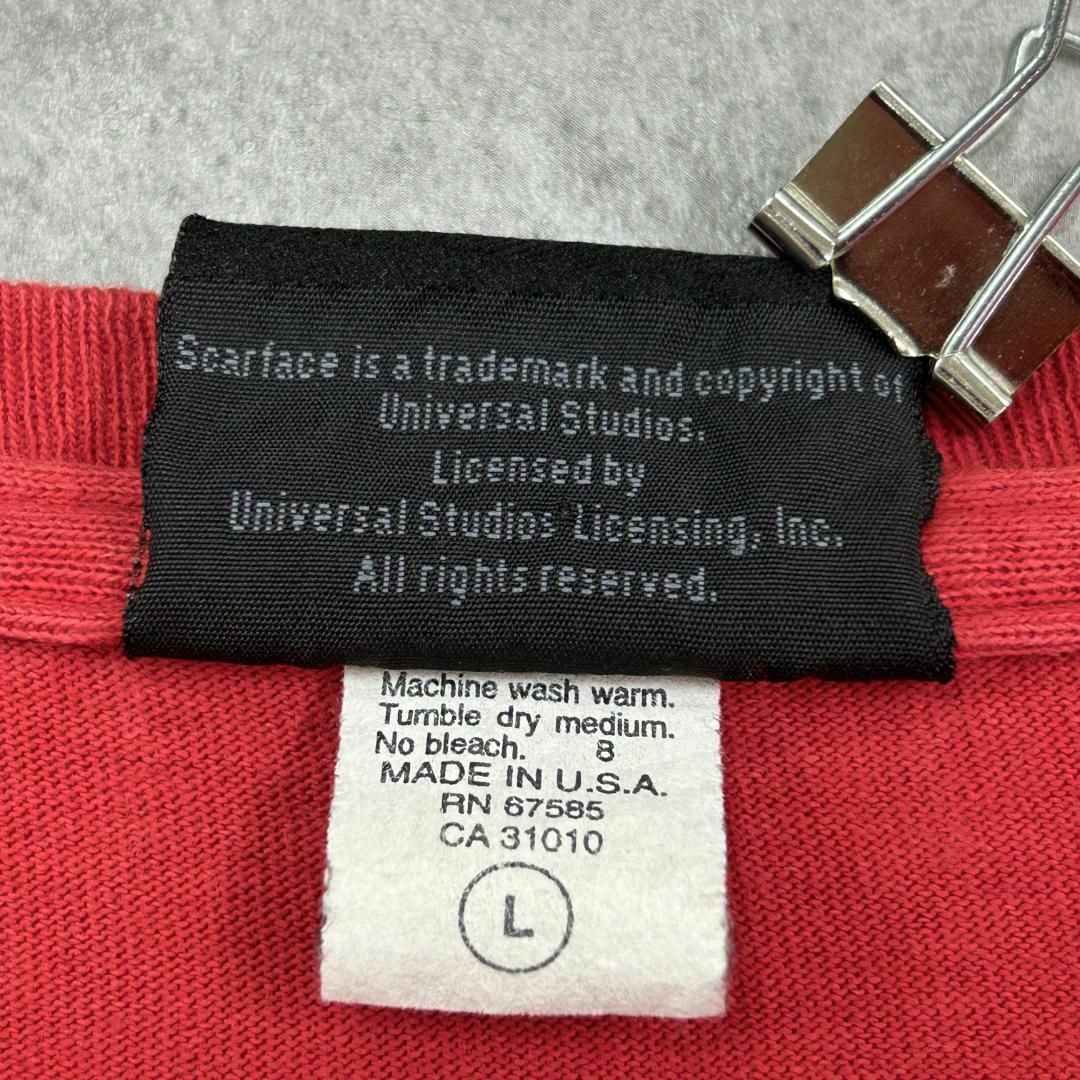 Scarface is a trademark and copyright of
Universal Studios.
Licensed by
Universal Studios Licensing, Inc.
All rights reserved.
Machine wash warm.
Tumble dry medium.
No bleach. 8
MADE IN U.S.A.
RN 67585
CA 31010
L